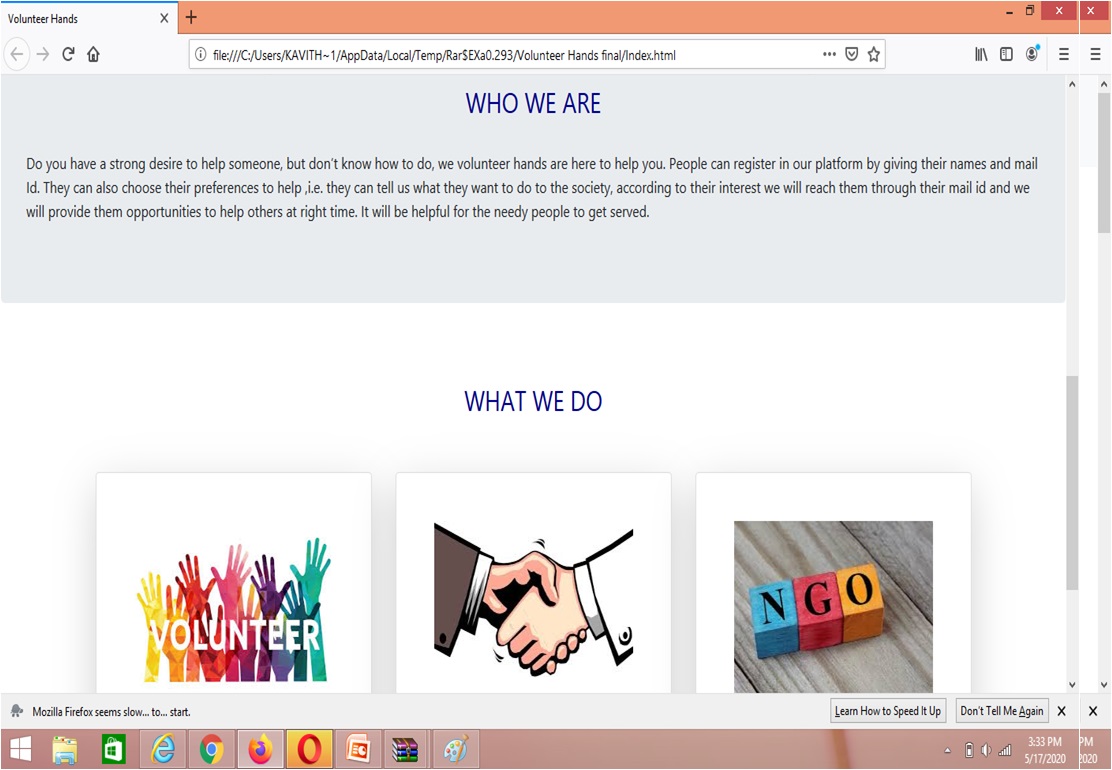 Volunteer Hands
file:///C:/Users/KAVITH~1/AppData/Local/Temp/Rar$EXa0.293/Volunteer Hands final/Index.html
WHO WE ARE
Do you have a strong desire to help someone, but don't know how to do, we volunteer hands are here to help you. People can register in our platform by giving their names and mail
Id. They can also choose their preferences to help ,i.e. they can tell us what they want to do to the society, according to their interest we will reach them through their mail id and we
will provide them opportunities to help others at right time. It will be helpful for the needy people to get served.
WHAT WE DO
VOLUNTEER
NGO
Mozilla Firefox seems slow... to... start.
Learn How to Speed It Up
Don't Tell Me Again
3:33 PM
PM
5/17/2020
2020